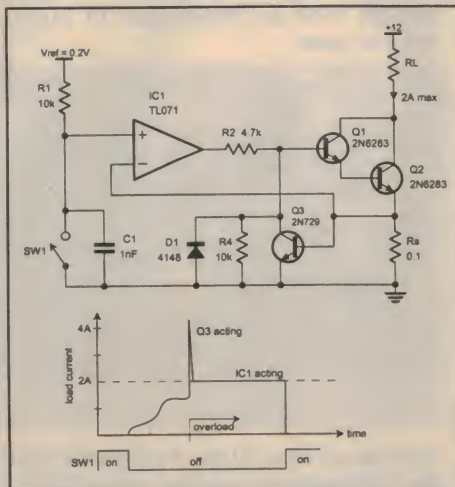 Vref = 0.2V
R1
10k
IC1
TL071
+
−
R2 4.7k
+12
RL
2A max
Q1
2N6263
Q2
2N6283
Q3
2N729
SW1
C1
1nF
D1
4148
R4
10k
Rs
0.1
load current
4A
2A
Q3 acting
IC1 acting
overload
time
SW1
on
off
on